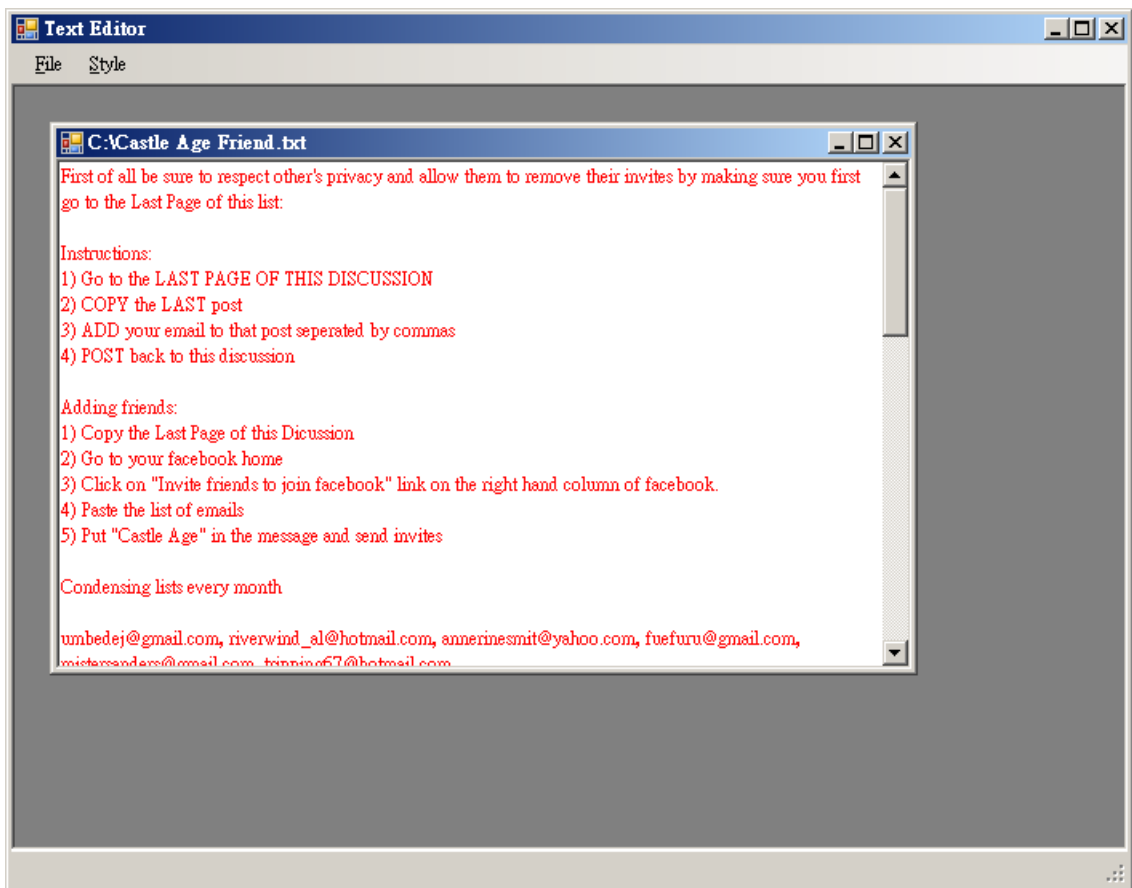 Text Editor
File Style
C:\Castle Age Friend.txt
First of all be sure to respect other's privacy and allow them to remove their invites by making sure you first
go to the Last Page of this list:
Instructions:
1) Go to the LAST PAGE OF THIS DISCUSSION
2) COPY the LAST post
3) ADD your email to that post seperated by commas
4) POST back to this discussion
Adding friends:
1) Copy the Last Page of this Dicussion
2) Go to your facebook home
3) Click on "Invite friends to join facebook" link on the right hand column of facebook.
4) Paste the list of emails
5) Put "Castle Age" in the message and send invites
Condensing lists every month
umbedej@gmail.com, riverwind_al@hotmail.com, annerinesmit@yahoo.com, fuefuru@gmail.com,
mistersanders@gmail.com, tripping67@hotmail.com